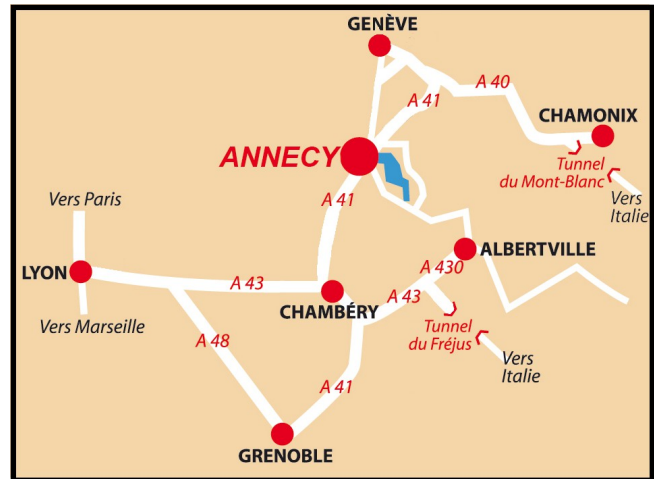 GENÈVE
A 40
A 41
CHAMONIX
ANNECY
Tunnel
du Mont-Blanc
Vers
Italie
A 41
Vers Paris
LYON
ALBERTVILLE
A 430
A 43
A 43
CHAMBÉRY
Vers Marseille
Tunnel
du Fréjus
A 48
Vers
Italie
A 41
GRENOBLE